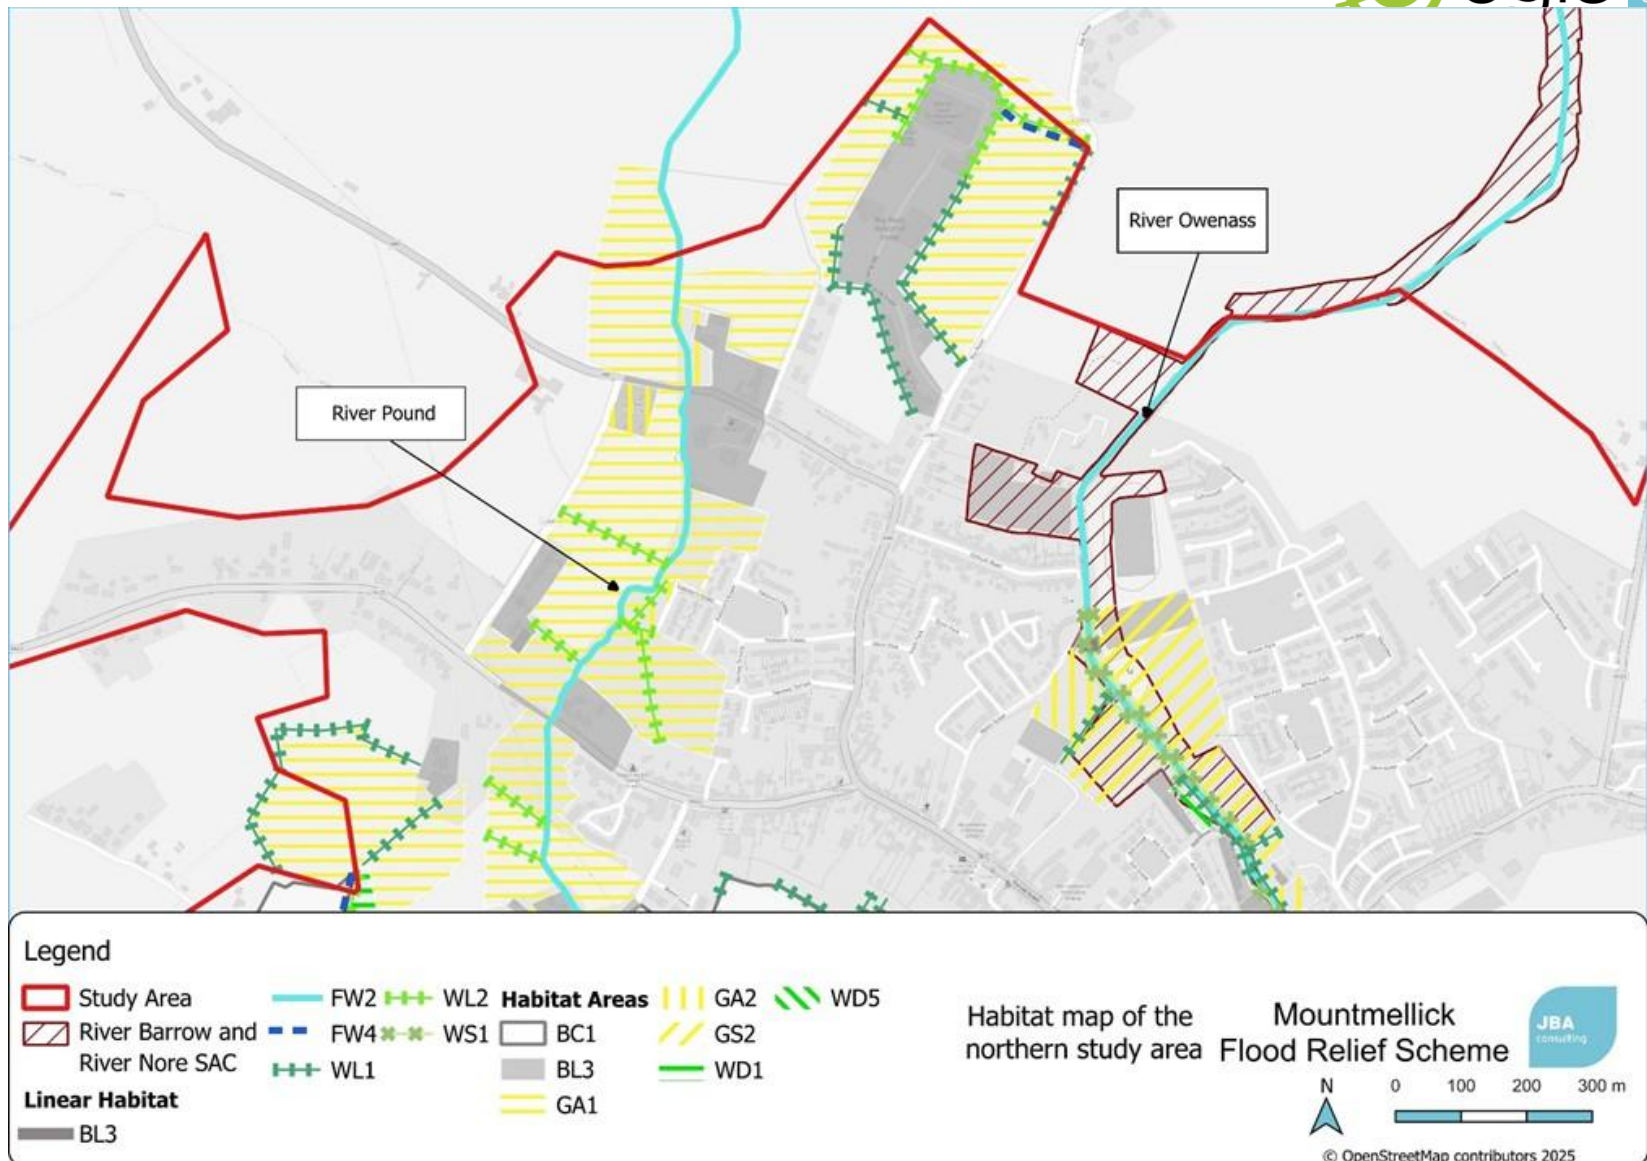 River Owenass
River Pound
Legend
Study Area
River Barrow and
River Nore SAC
Linear Habitat
BL3
FW2
FW4
WL1
WL2
WS1
Habitat Areas
BC1
BL3
GA1
GA2
GS2
WD1
WD5
Habitat map of the
northern study area
Mountmellick
Flood Relief Scheme
JBA
consulting
N
0 100 200 300 m
© OpenStreetMap contributors 2025